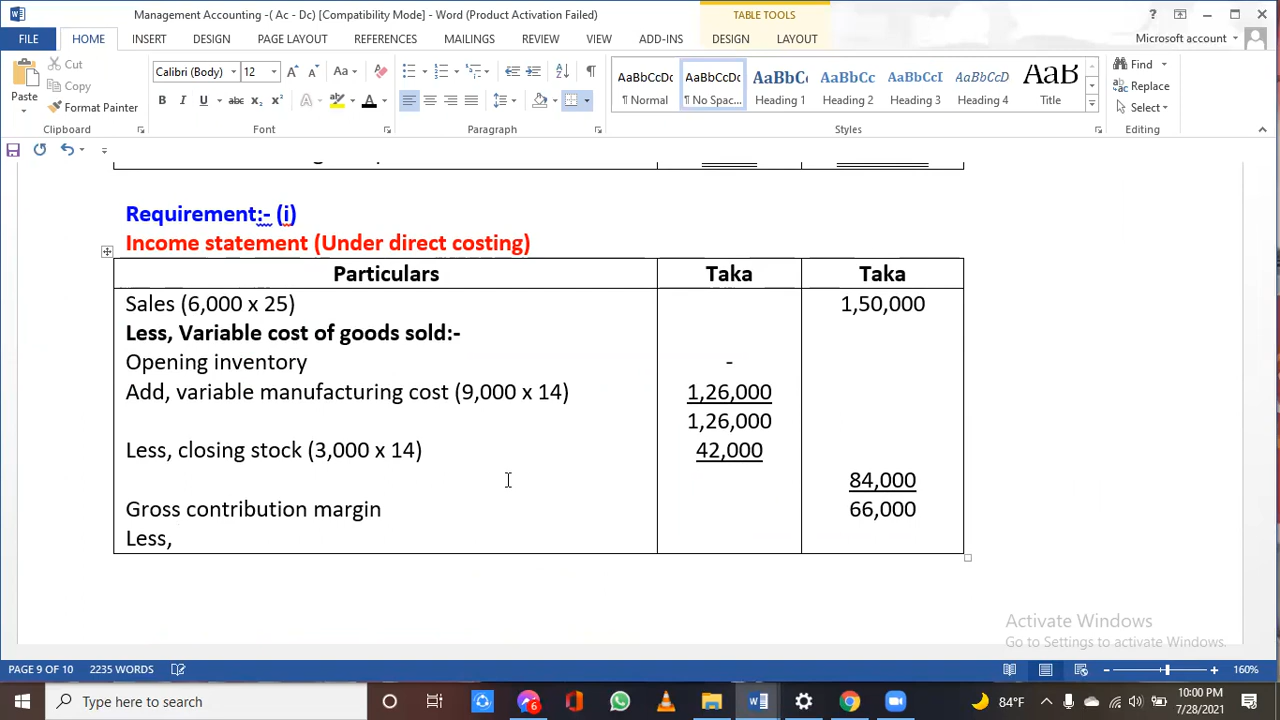 Management Accounting -( Ac - Dc) [Compatibility Mode] - Word (Product Activation Failed)
TABLE TOOLS
FILE HOME INSERT DESIGN PAGE LAYOUT REFERENCES MAILINGS REVIEW VIEW ADD-INS DESIGN LAYOUT Microsoft account
Cut
Copy
Format Painter
Paste
Calibri (Body) 12
AaBbCcDc AaBbCcDc AaBbCc AaBbCcD AaBbCcI AaBbCcD AaB
¶ Normal ¶ No Spac... Heading Heading 2 Heading 3 Heading 4 Title
Find
Replace
Select
Clipboard Font Paragraph Styles Editing
Requirement:- (i)
Income statement (Under direct costing)
Particulars Taka Taka
Sales (6,000 x 25) 1,50,000
Less, Variable cost of goods sold:-
Opening inventory -
Add, variable manufacturing cost (9,000 x 14) 1,26,000
1,26,000
Less, closing stock (3,000 x 14) 42,000
84,000
Gross contribution margin 66,000
Less,
Activate Windows
Go to Settings to activate Windows.
PAGE 9 OF 10 2235 WORDS 160%
Type here to search
84°F
10:00 PM
7/28/2021